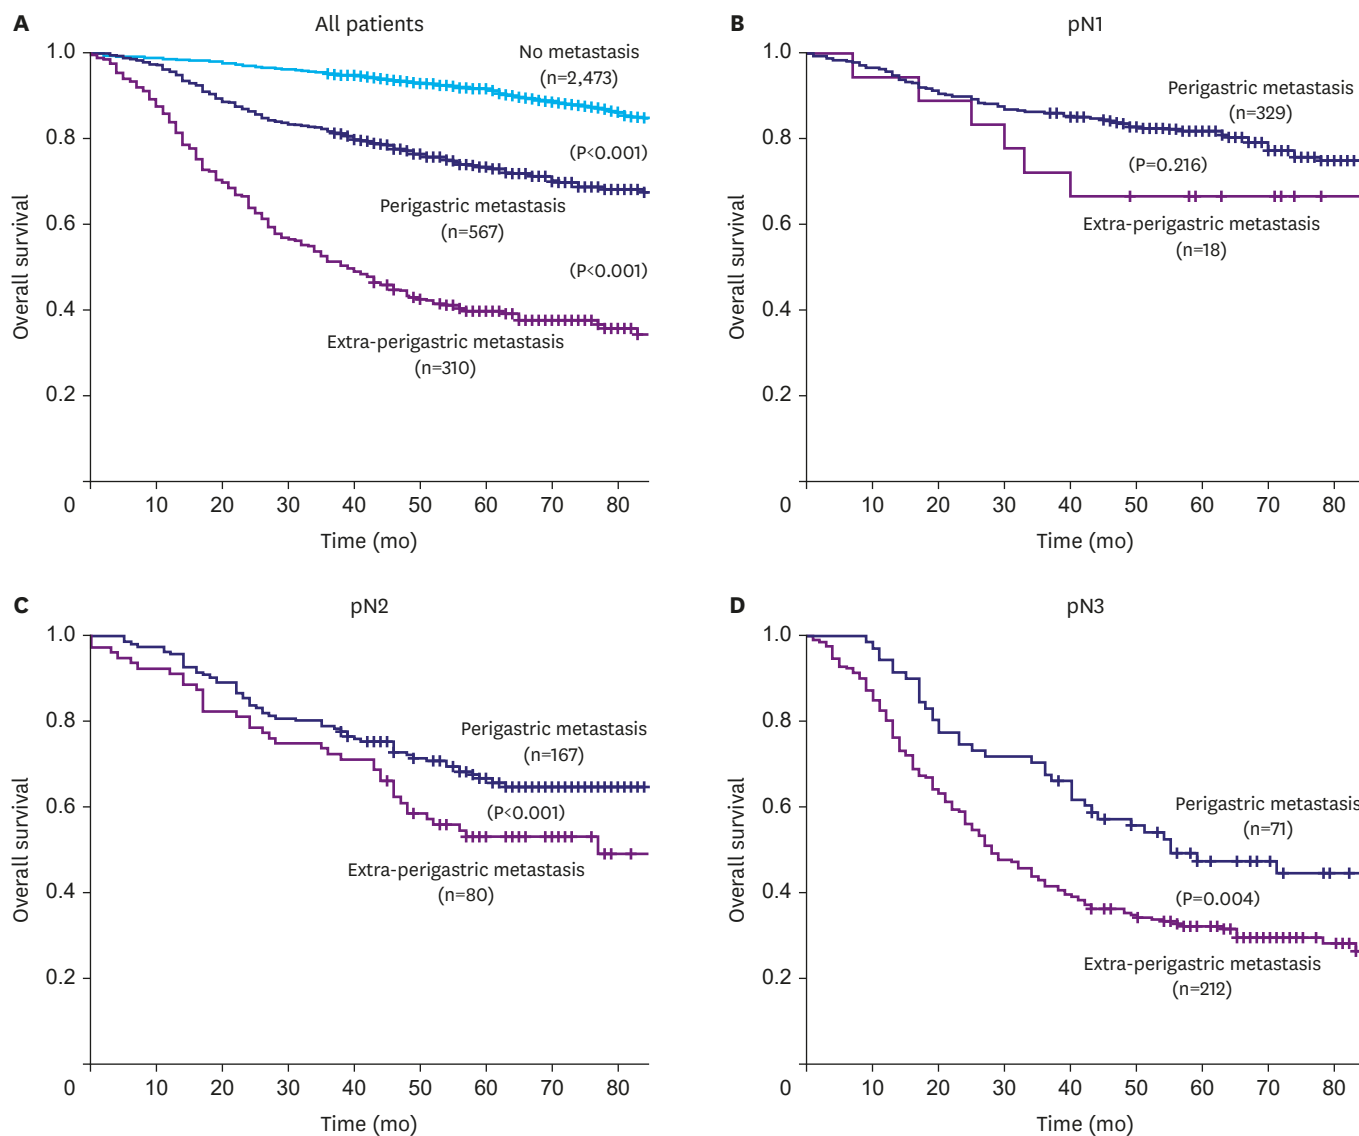 A
All patients
1.0
0.8
0.6
0.4
0.2
0
10
20
30
40
50
60
70
80
Overall survival
Time (mo)
No metastasis
(n=2,473)
(P<0.001)
Perigastric metastasis
(n=567)
(P<0.001)
Extra-perigastric metastasis
(n=310)
B
pN1
1.0
0.8
0.6
0.4
0.2
0
10
20
30
40
50
60
70
80
Overall survival
Time (mo)
Perigastric metastasis
(n=329)
(P=0.216)
Extra-perigastric metastasis
(n=18)
C
pN2
1.0
0.8
0.6
0.4
0.2
0
10
20
30
40
50
60
70
80
Overall survival
Time (mo)
Perigastric metastasis
(n=167)
(P<0.001)
Extra-perigastric metastasis
(n=80)
D
pN3
1.0
0.8
0.6
0.4
0.2
0
10
20
30
40
50
60
70
80
Overall survival
Time (mo)
Perigastric metastasis
(n=71)
(P=0.004)
Extra-perigastric metastasis
(n=212)